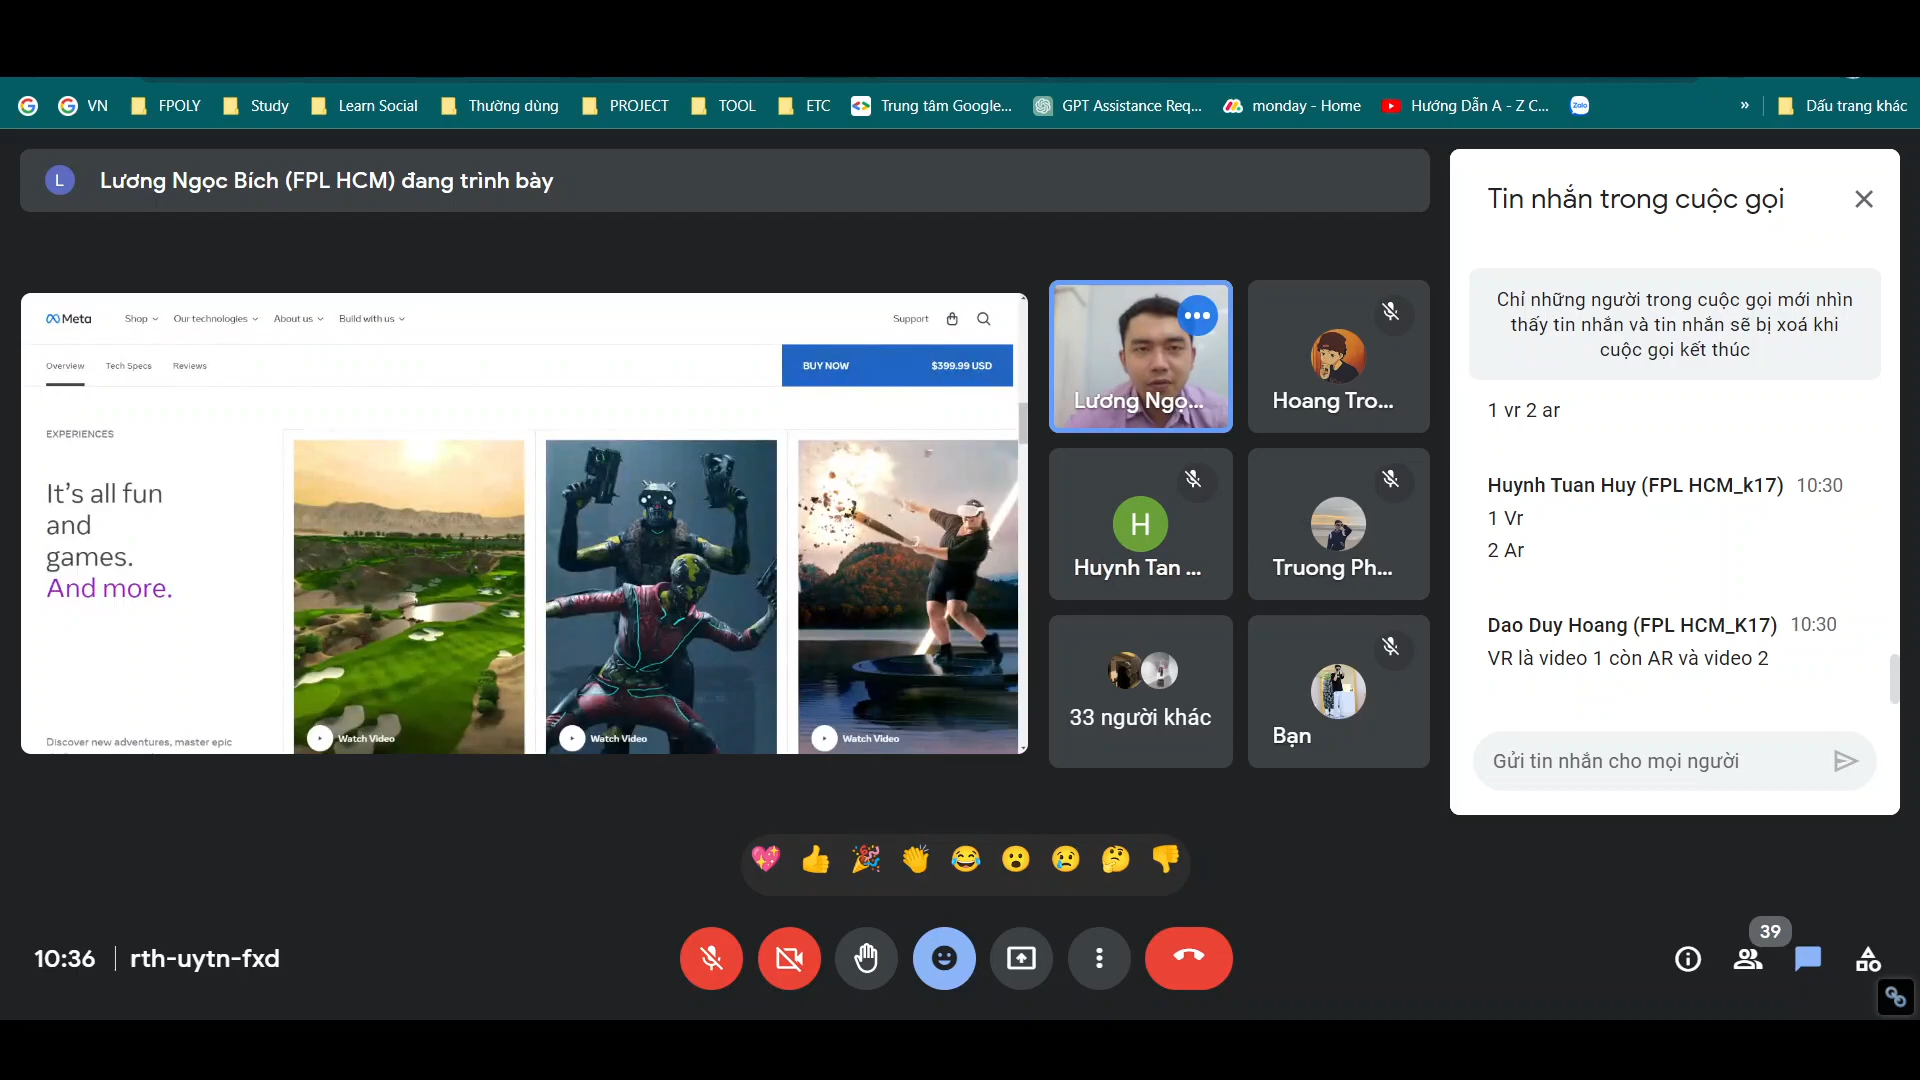 VN
FPOLY
Study
Learn Social
Thường dùng
PROJECT
TOOL
ETC
Trung tâm Google...
GPT Assistance Req...
monday - Home
Hướng Dẫn A - Z C...
Zalo
»
Dấu trang khác
L
Lương Ngọc Bích (FPL HCM) đang trình bày
Meta
Shop
Our technologies
About us
Build with us
Support
Overview
Tech Specs
Reviews
BUY NOW
$399.99 USD
EXPERIENCES
It's all fun
and
games.
And more.
Discover new adventures, master epic
Watch Video
Watch Video
Watch Video
Lương Ngọ...
Hoang Tro...
H
Huynh Tan ...
Truong Ph...
33 người khác
Bạn
Tin nhắn trong cuộc gọi
Chỉ những người trong cuộc gọi mới nhìn
thấy tin nhắn và tin nhắn sẽ bị xoá khi
cuộc gọi kết thúc
1 vr 2 ar
Huynh Tuan Huy (FPL HCM_k17) 10:30
1 Vr
2 Ar
Dao Duy Hoang (FPL HCM_K17) 10:30
VR là video 1 còn AR và video 2
Gửi tin nhắn cho mọi người
10:36
rth-uytn-fxd
39